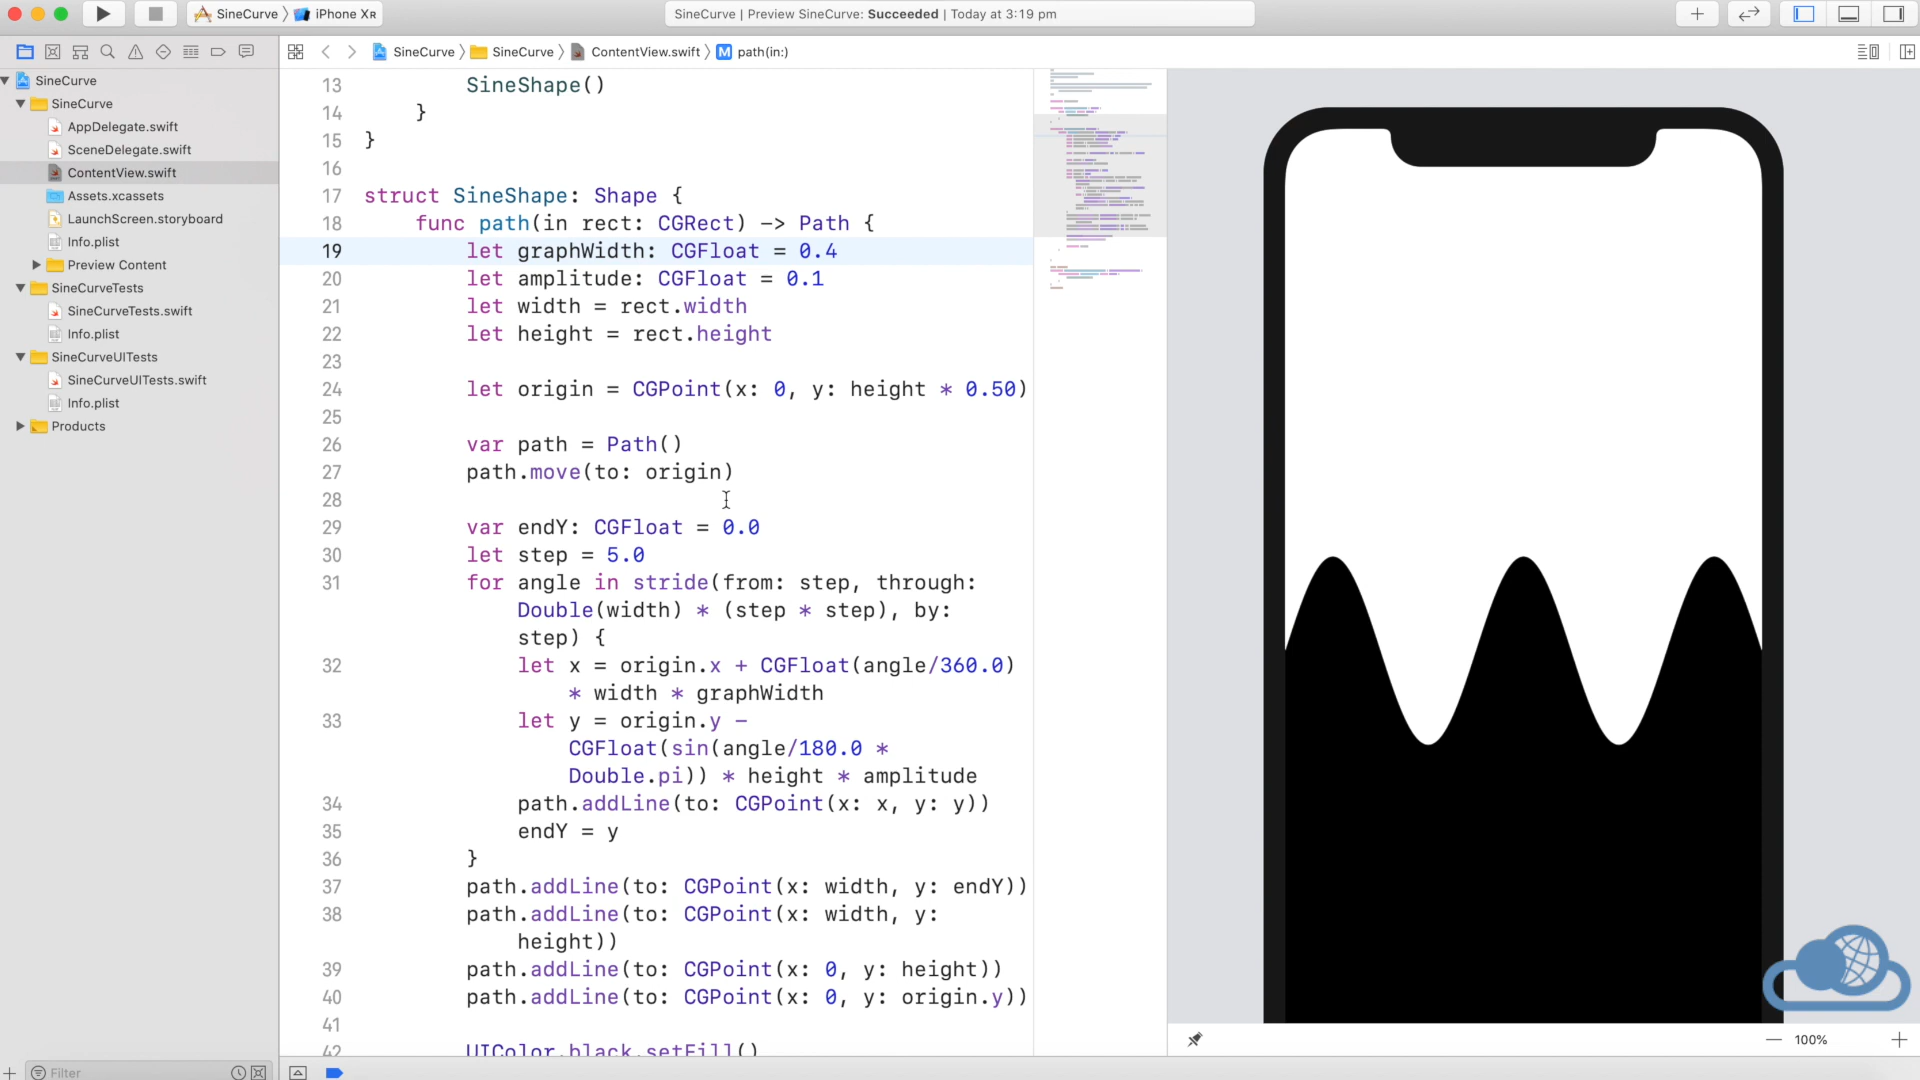 SineCurve
iPhone XR
SineCurve | Preview SineCurve: Succeeded | Today at 3:19 pm
SineCurve
SineCurve
ContentView.swift
M
path(in:)
SineCurve
SineCurve
AppDelegate.swift
SceneDelegate.swift
ContentView.swift
Assets.xcassets
LaunchScreen.storyboard
Info.plist
Preview Content
SineCurveTests
SineCurveTests.swift
Info.plist
SineCurveUITests
SineCurveUITests.swift
Info.plist
Products
Filter
13 SineShape()
14 }
15 }
16
17 struct SineShape: Shape {
18 func path(in rect: CGRect) -> Path {
19 let graphWidth: CGFloat = 0.4
20 let amplitude: CGFloat = 0.1
21 let width = rect.width
22 let height = rect.height
23
24 let origin = CGPoint(x: 0, y: height * 0.50)
25
26 var path = Path()
27 path.move(to: origin)
28
29 var endY: CGFloat = 0.0
30 let step = 5.0
31 for angle in stride(from: step, through:
Double(width) * (step * step), by:
step) {
32 let x = origin.x + CGFloat(angle/360.0)
* width * graphWidth
33 let y = origin.y -
CGFloat(sin(angle/180.0 *
Double.pi)) * height * amplitude
34 path.addLine(to: CGPoint(x: x, y: y))
35 endY = y
36 }
37 path.addLine(to: CGPoint(x: width, y: endY))
38 path.addLine(to: CGPoint(x: width, y:
height))
39 path.addLine(to: CGPoint(x: 0, y: height))
40 path.addLine(to: CGPoint(x: 0, y: origin.y))
41
42 UIColor.black.setFill()
100%